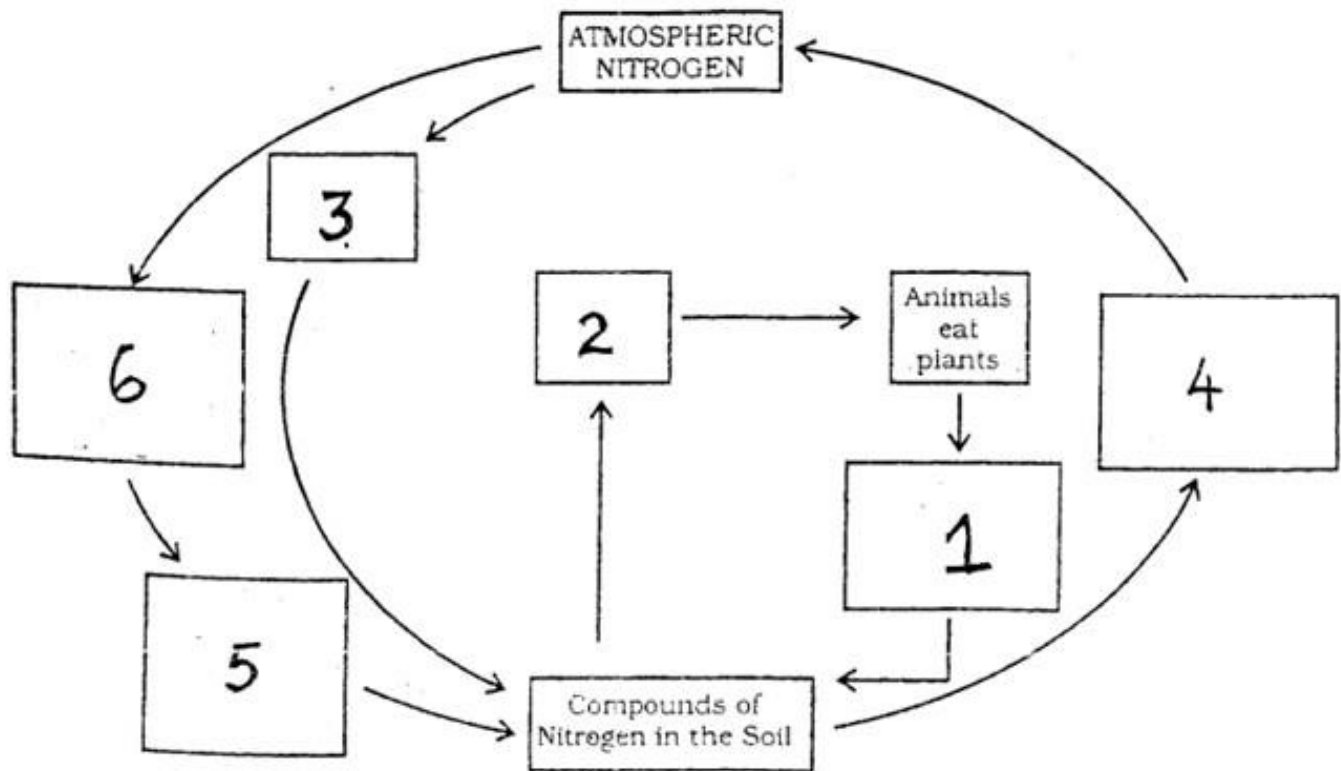 ATMOSPHERIC
NITROGEN
3
6
2
Animals
eat
plants
4
1
5
Compounds of
Nitrogen in the Soil